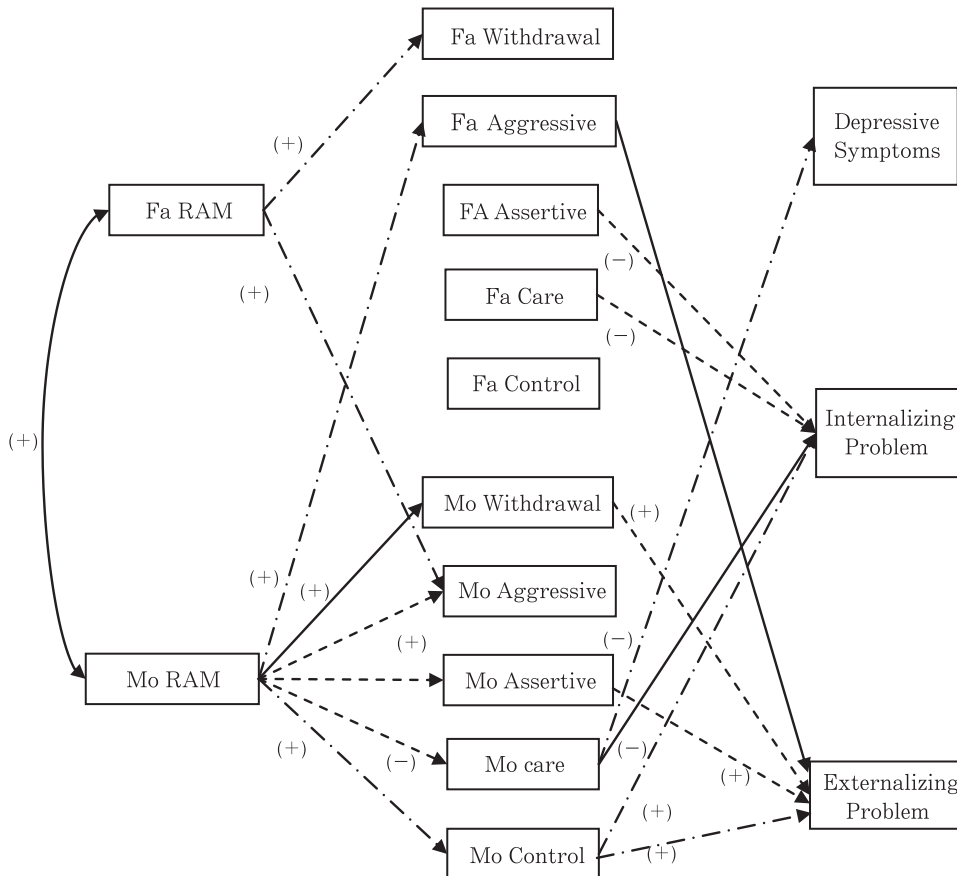 Fa Withdrawal
Fa Aggressive
Depressive
Symptoms
(+)
Fa RAM
FA Assertive
(−)
(+)
Fa Care
(−)
Fa Control
Internalizing
Problem
(+)
Mo Withdrawal
(+)
(+)
(+)
Mo Aggressive
(+)
(−)
Mo RAM
Mo Assertive
(+)
(−)
Mo care
(−)
(+)
Externalizing
Problem
(+)
Mo Control
(+)